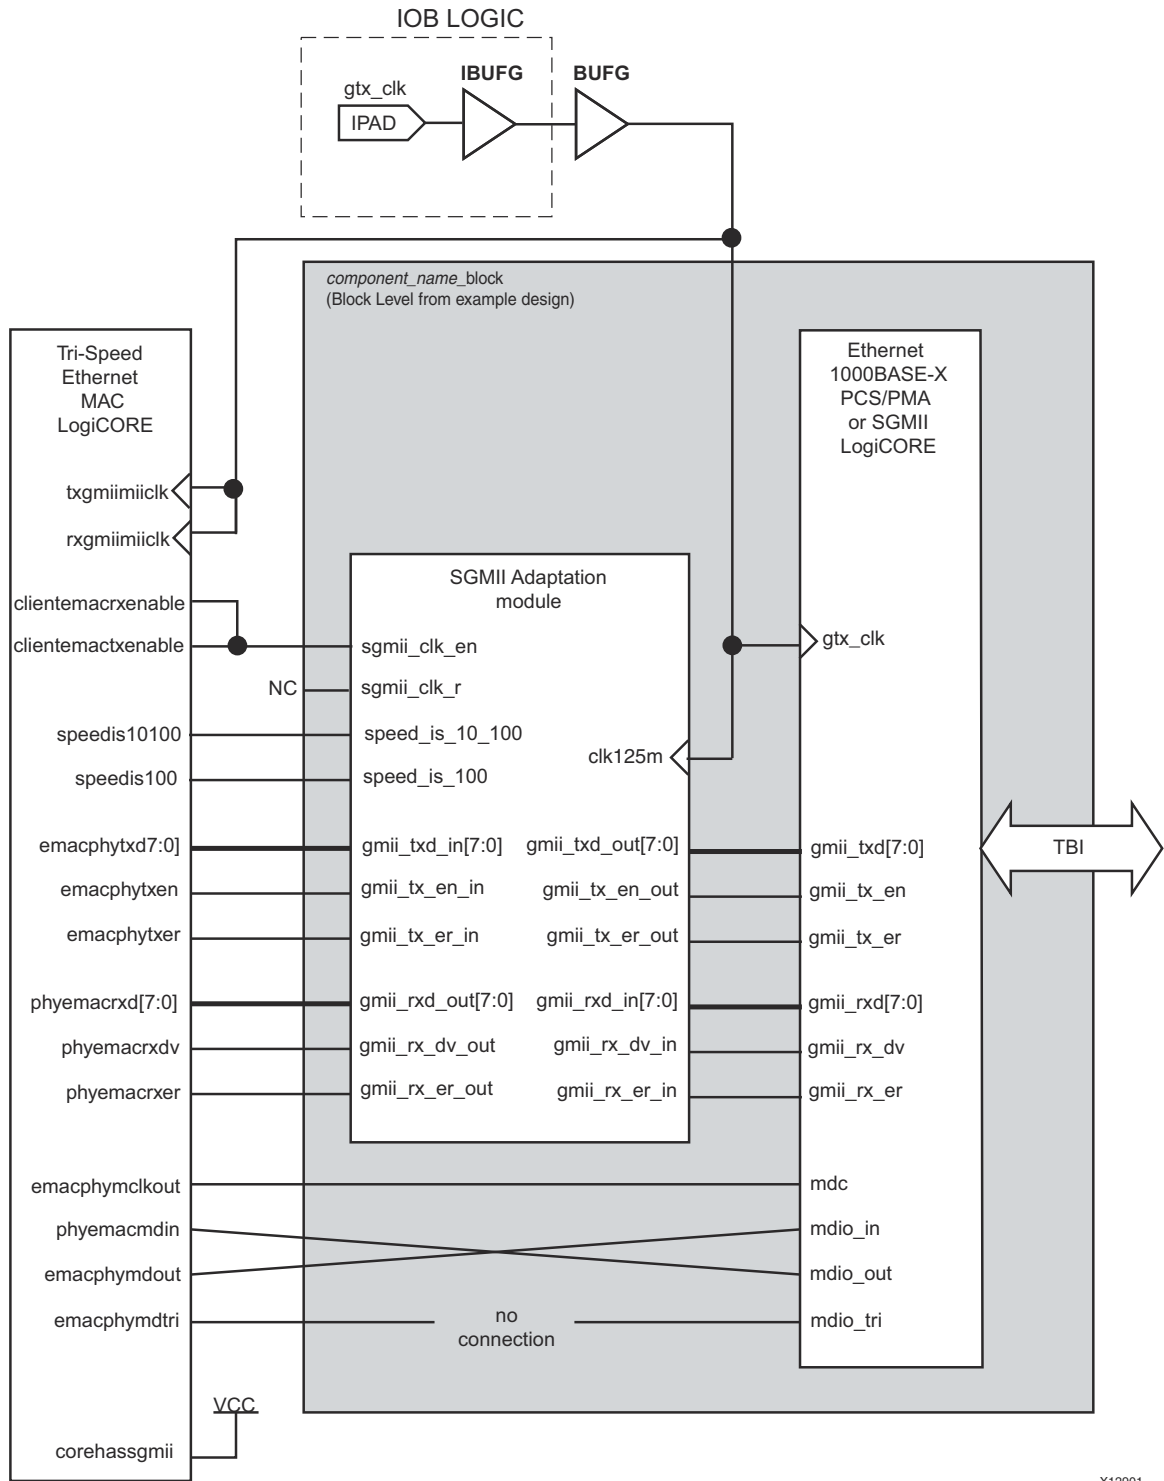 IOB LOGIC
IBUFG
BUFG
gtx_clk
IPAD
component_name_block
(Block Level from example design)
Tri-Speed
Ethernet
MAC
LogiCORE
Ethernet
1000BASE-X
PCS/PMA
or SGMII
LogiCORE
txgmiimiiclk
rxgmiimiiclk
clientemacrxenable
clientemactxenable
SGMII Adaptation
module
sgmii_clk_en
gtx_clk
NC
sgmii_clk_r
speedis10100
speed_is_10_100
clk125m
speedis100
speed_is_100
emacphytxd7:0]
gmii_txd_in[7:0]
gmii_txd_out[7:0]
gmii_txd[7:0]
TBI
emacphytxen
gmii_tx_en_in
gmii_tx_en_out
gmii_tx_en
emacphytxer
gmii_tx_er_in
gmii_tx_er_out
gmii_tx_er
phyemacrxd[7:0]
gmii_rxd_out[7:0]
gmii_rxd_in[7:0]
gmii_rxd[7:0]
phyemacrxdv
gmii_rx_dv_out
gmii_rx_dv_in
gmii_rx_dv
phyemacrxer
gmii_rx_er_out
gmii_rx_er_in
gmii_rx_er
emacphymclkout
mdc
phyemacmdin
mdio_in
emacphymdout
mdio_out
emacphymdtri
no
connection
mdio_tri
VCC
corehassgmii